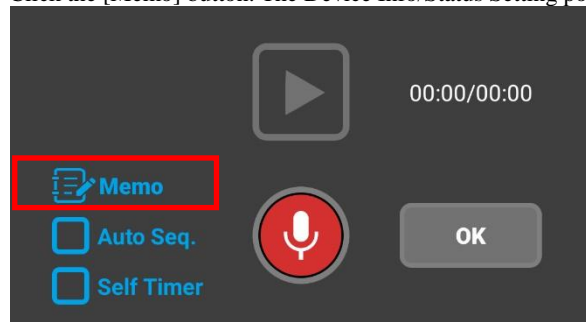 Click the [Memo] button. The Device Info/Status Setting po
00:00/00:00
Memo
Auto Seq.
OK
Self Timer